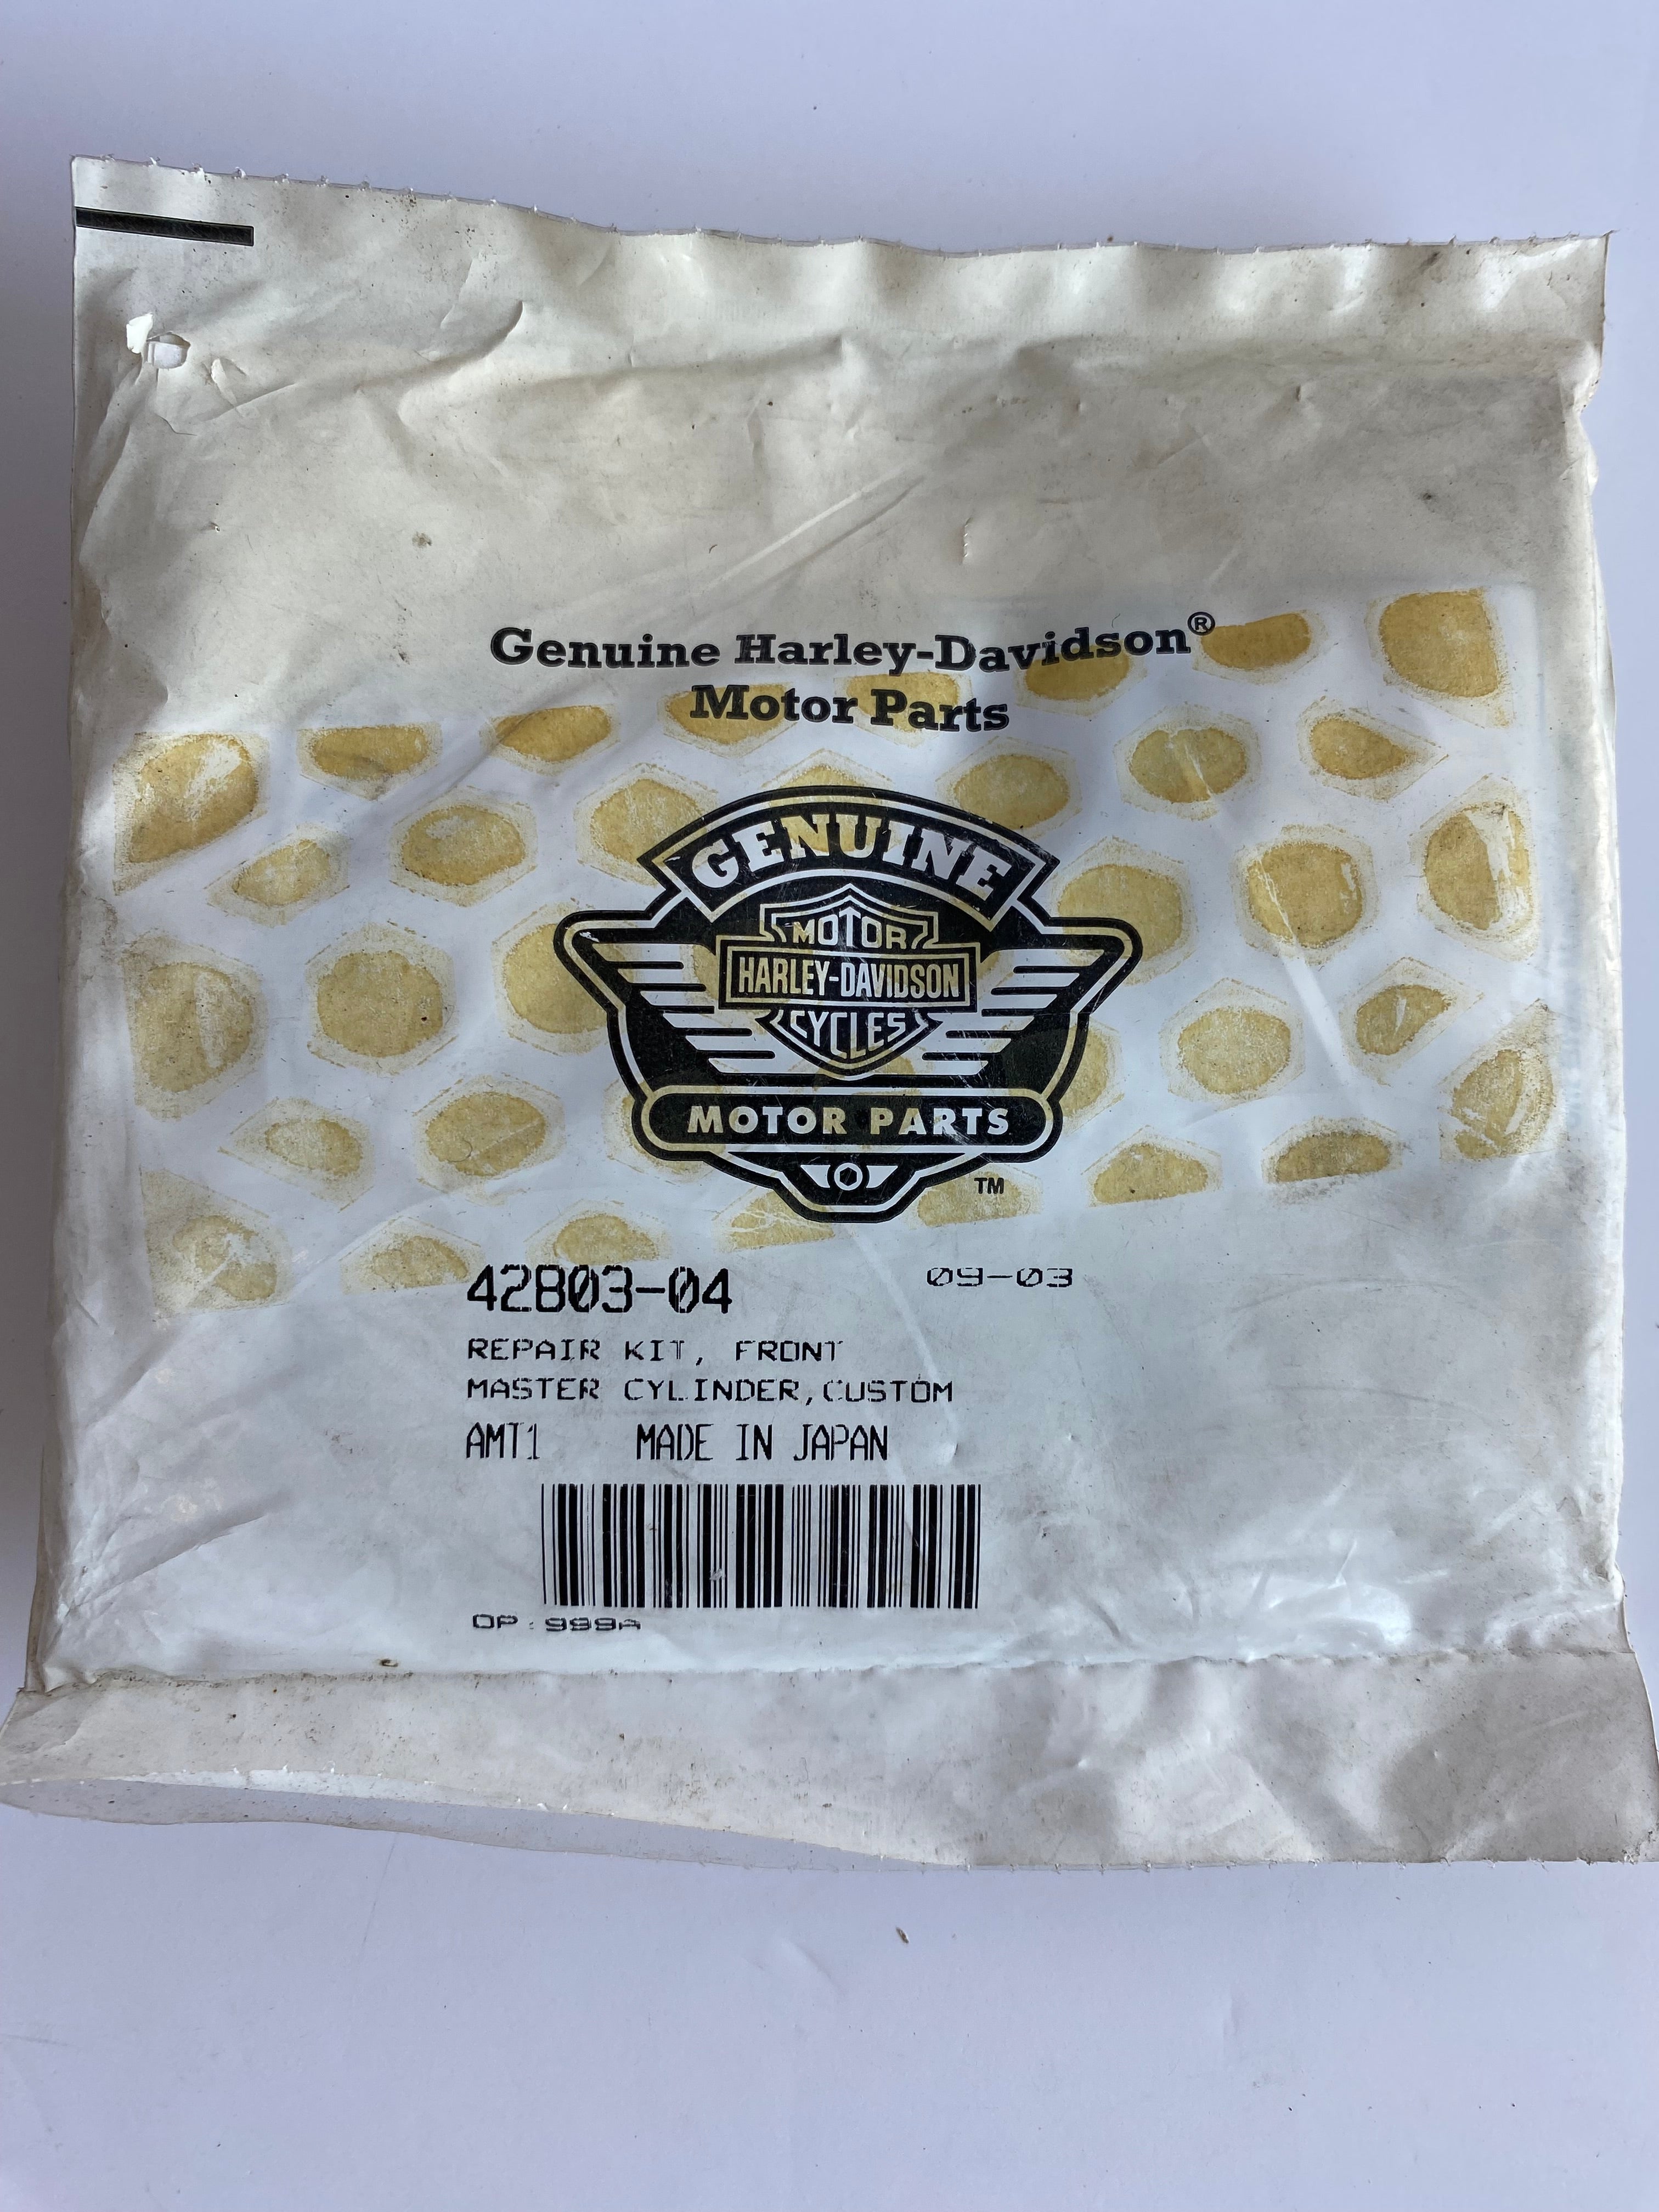 Genuine Harley-Davidson®
Motor Parts
GENUINE
MOTOR
HARLEY-DAVIDSON
CYCLES
MOTOR PARTS
TM
42803-04 09-03
REPAIR KIT, FRONT
MASTER CYLINDER,CUSTOM
AMT1 MADE IN JAPAN
OP:999A